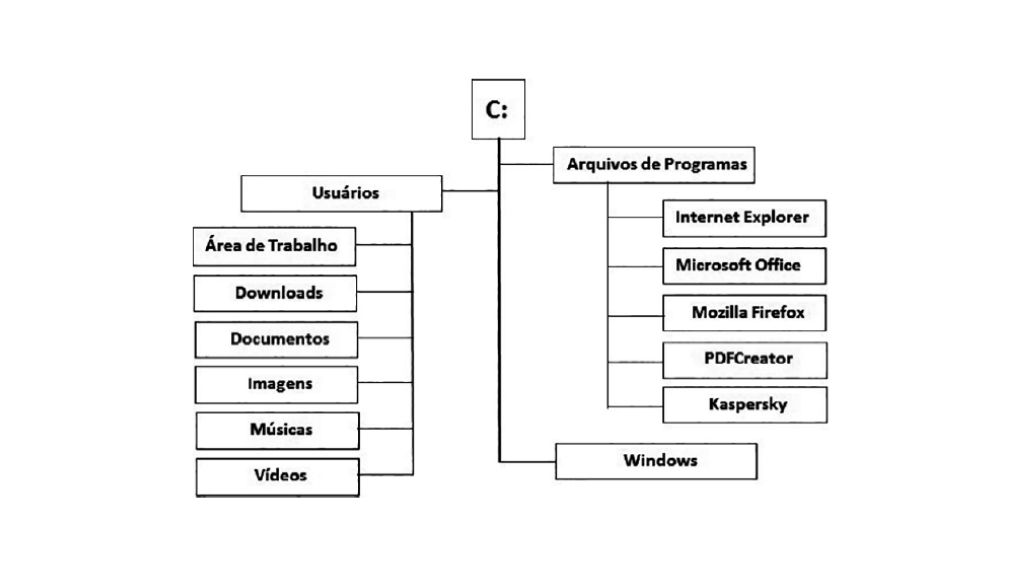 C:
Arquivos de Programas
Usuários
Internet Explorer
Área de Trabalho
Microsoft Office
Downloads
Mozilla Firefox
Documentos
PDFCreator
Imagens
Kaspersky
Músicas
Windows
Vídeos